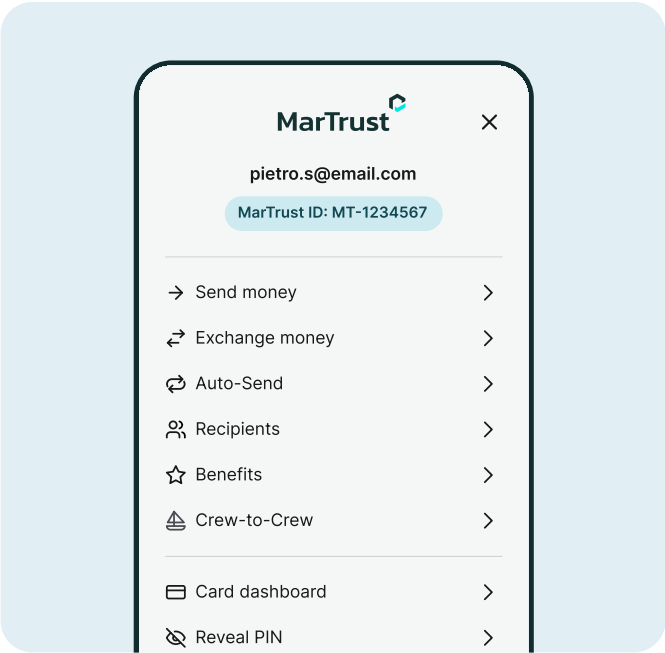 MarTrust
pietro.s@email.com
MarTrust ID: MT-1234567
Send money
Exchange money
Auto-Send
Recipients
Benefits
Crew-to-Crew
Card dashboard
Reveal PIN